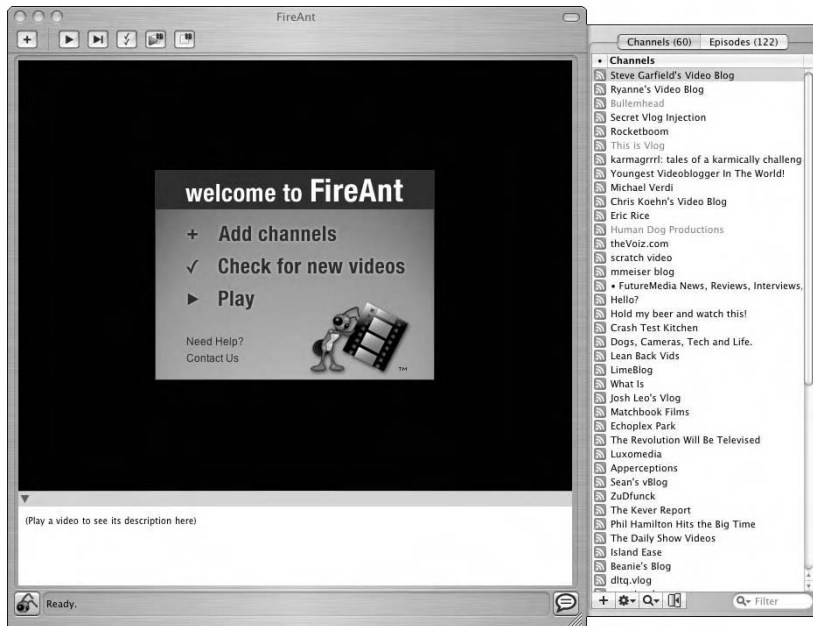 FireAnt
welcome to FireAnt
+ Add channels
✓ Check for new videos
▶ Play
Need Help?
Contact Us
TM
(Play a video to see its description here)
Ready.
Channels (60) Episodes (122)
• Channels
Steve Garfield's Video Blog
Ryanne's Video Blog
Bullemhead
Secret Vlog Injection
Rocketboom
This is Vlog
karmagrrrl: tales of a karmically challeng
Youngest Videoblogger In The World!
Michael Verdi
Chris Koehn's Video Blog
Eric Rice
Human Dog Productions
theVoiz.com
scratch video
mmeiser blog
• FutureMedia News, Reviews, Interviews,
Hello?
Hold my beer and watch this!
Crash Test Kitchen
Dogs, Cameras, Tech and Life.
Lean Back Vids
LimeBlog
What Is
Josh Leo's Vlog
Matchbook Films
Echoplex Park
The Revolution Will Be Televised
Luxomedia
Apperceptions
Sean's vBlog
ZuDfunck
The Kever Report
Phil Hamilton Hits the Big Time
The Daily Show Videos
Island Ease
Beanie's Blog
dltq.vlog
Filter